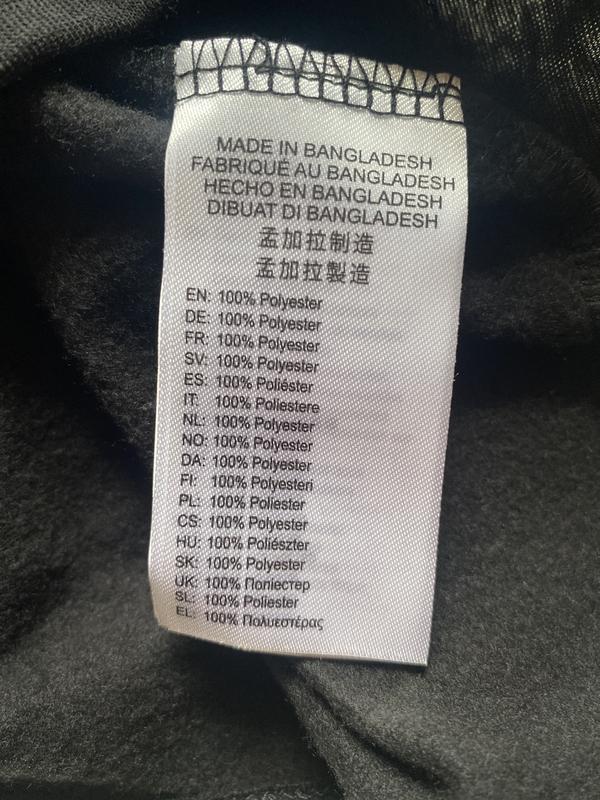 MADE IN BANGLADESH
FABRIQUÉ AU BANGLADESH
HECHO EN BANGLADESH
DIBUAT DI BANGLADESH
孟加拉制造
孟加拉製造
EN: 100% Polyester
DE: 100% Polyester
FR: 100% Polyester
SV: 100% Polyester
ES: 100% Poliéster
IT: 100% Poliestere
NL: 100% Polyester
NO: 100% Polyester
DA: 100% Polyester
FI: 100% Polyesteri
PL: 100% Poliester
CS: 100% Polyester
HU: 100% Poliészter
SK: 100% Polyester
UK: 100% Поліестер
SL: 100% Poliester
EL: 100% Πολυεστέρας